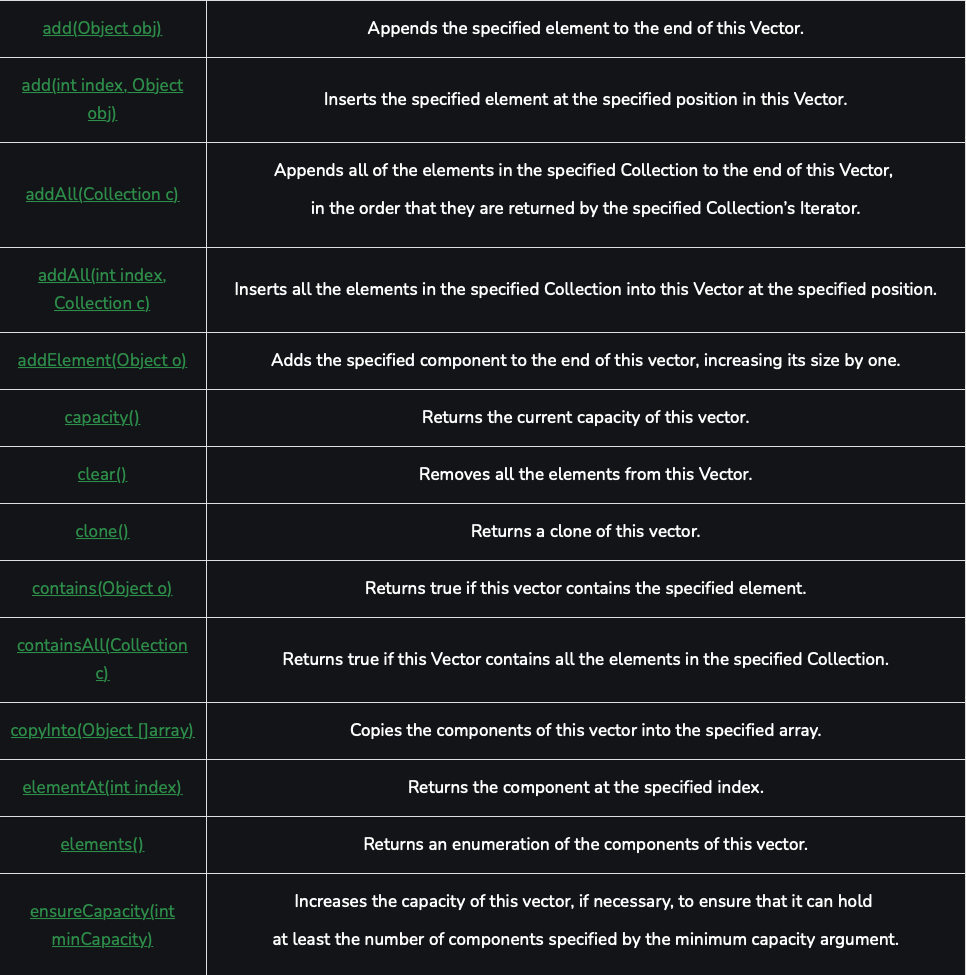 add(Object obj)
Appends the specified element to the end of this Vector.
add(int index, Object
obj)
Inserts the specified element at the specified position in this Vector.
addAll(Collection c)
Appends all of the elements in the specified Collection to the end of this Vector,
in the order that they are returned by the specified Collection’s Iterator.
addAll(int index,
Collection c)
Inserts all the elements in the specified Collection into this Vector at the specified position.
addElement(Object o)
Adds the specified component to the end of this vector, increasing its size by one.
capacity()
Returns the current capacity of this vector.
clear()
Removes all the elements from this Vector.
clone()
Returns a clone of this vector.
contains(Object o)
Returns true if this vector contains the specified element.
containsAll(Collection
c)
Returns true if this Vector contains all the elements in the specified Collection.
copyInto(Object []array)
Copies the components of this vector into the specified array.
elementAt(int index)
Returns the component at the specified index.
elements()
Returns an enumeration of the components of this vector.
ensureCapacity(int
minCapacity)
Increases the capacity of this vector, if necessary, to ensure that it can hold
at least the number of components specified by the minimum capacity argument.